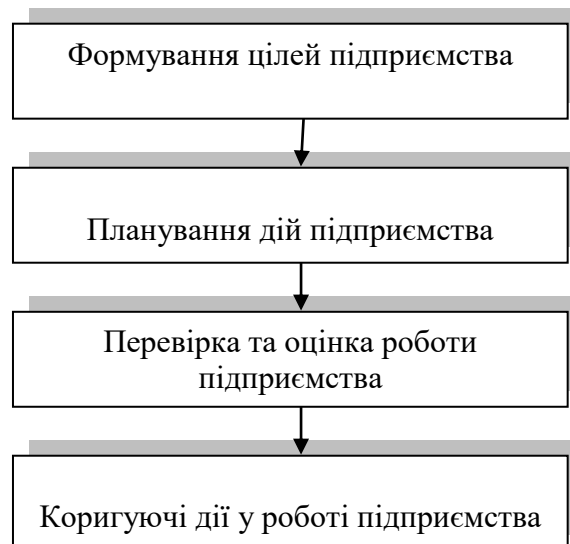 Формування цілей підприємства
Планування дій підприємства
Перевірка та оцінка роботи
підприємства
Коригуючі дії у роботі підприємства